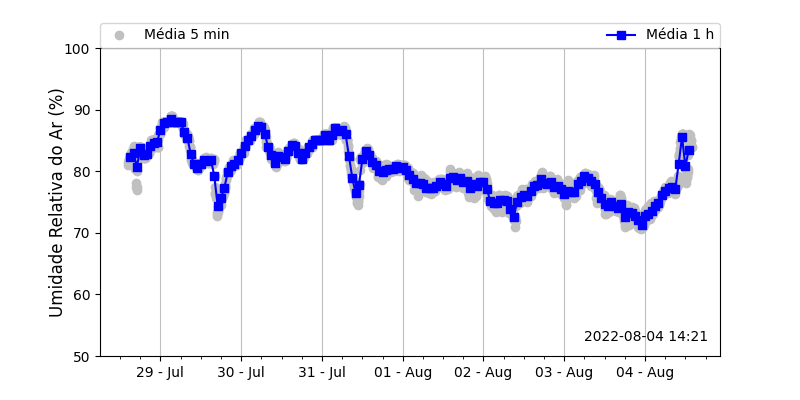 Média 5 min
Média 1 h
Umidade Relativa do Ar (%)
100
90
80
70
60
50
2022-08-04 14:21
29 - Jul
30 - Jul
31 - Jul
01 - Aug
02 - Aug
03 - Aug
04 - Aug